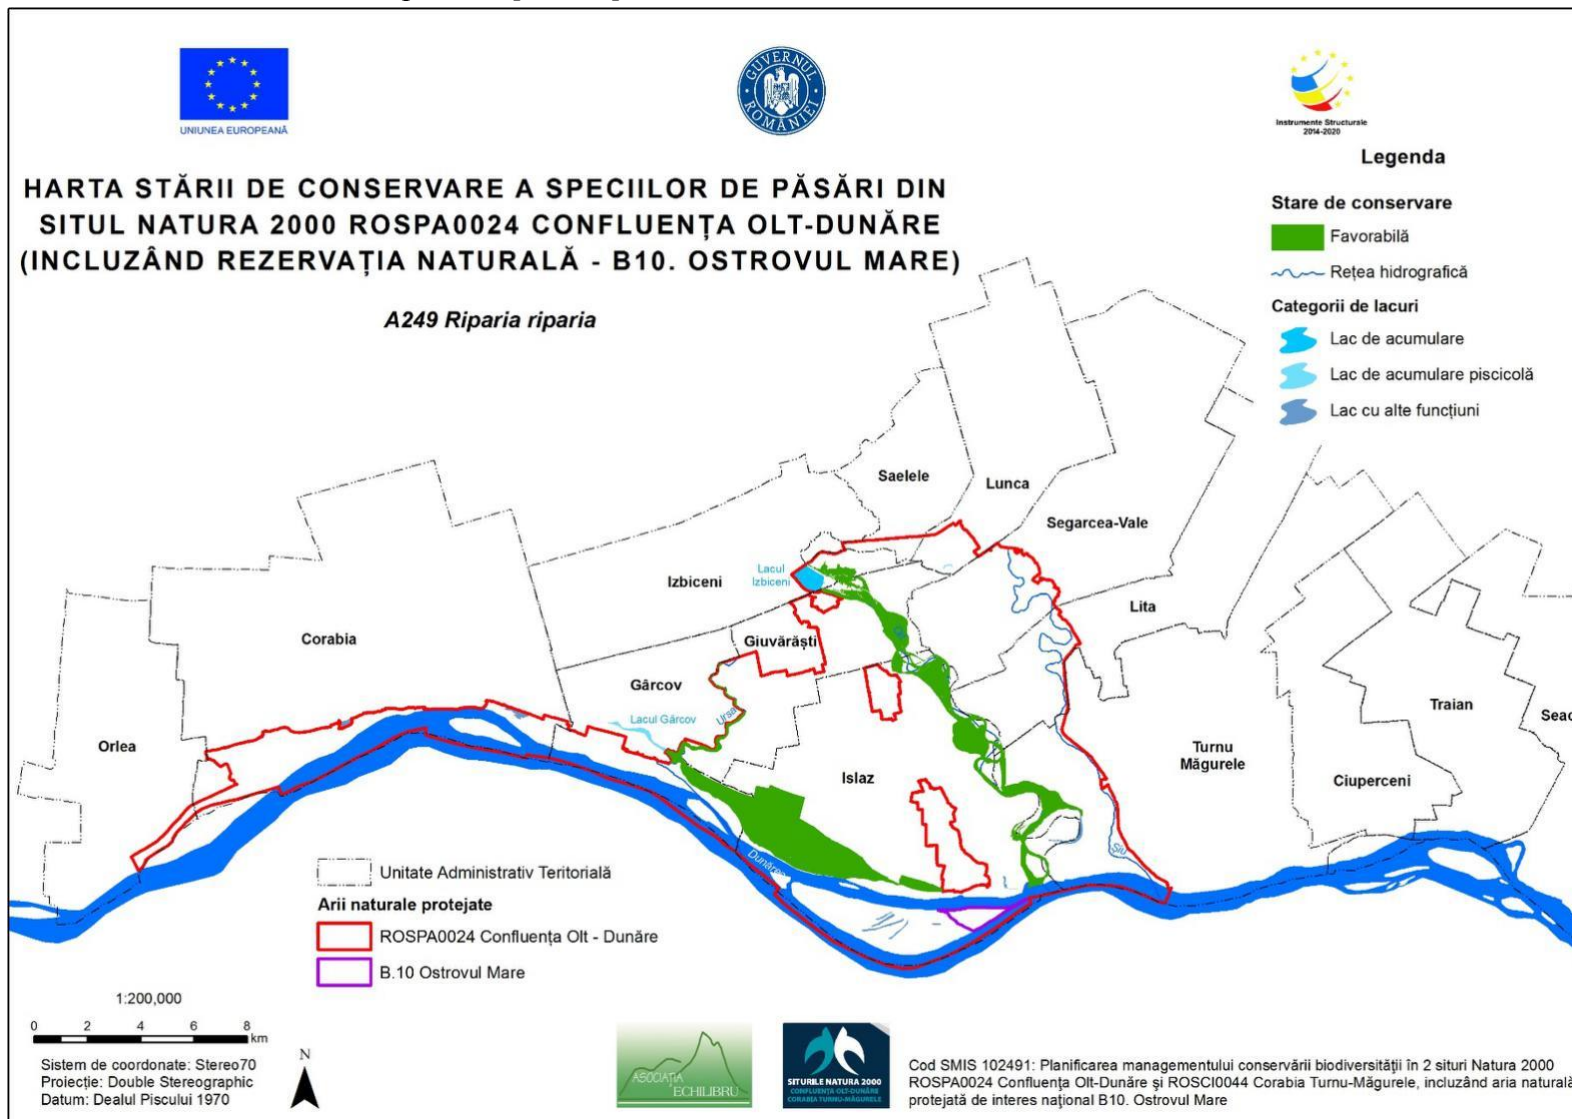 UNIUNEA EUROPEANĂ
GUVERNUL ROMÂNIEI
Instrumente Structurale
2014-2020
HARTA STĂRII DE CONSERVARE A SPECIILOR DE PĂSĂRI DIN
SITUL NATURA 2000 ROSPA0024 CONFLUENȚA OLT-DUNĂRE
(INCLUZÂND REZERVAȚIA NATURALĂ - B10. OSTROVUL MARE)
A249 Riparia riparia
Legenda
Stare de conservare
Favorabilă
Rețea hidrografică
Categorii de lacuri
Lac de acumulare
Lac de acumulare piscicolă
Lac cu alte funcțiuni
Saelele
Lunca
Segarcea-Vale
Izbiceni
Lacul
Izbiceni
Lita
Corabia
Giuvărăști
Olt
Gârcov
Lacul Gârcov
Ursa
Orlea
Islaz
Turnu
Măgurele
Traian
Seac
Ciuperceni
Dunărea
Siu
Unitate Administrativ Teritorială
Arii naturale protejate
ROSPA0024 Confluența Olt - Dunăre
B.10 Ostrovul Mare
1:200,000
0 2 4 6 8
km
Sistem de coordonate: Stereo70
Proiecție: Double Stereographic
Datum: Dealul Piscului 1970
N
ASOCIAȚIA
ECHILIBRU
SITURILE NATURA 2000
CONFLUENȚA OLT-DUNĂRE
CORABIA TURNU-MĂGURELE
Cod SMIS 102491: Planificarea managementului conservării biodiversităţii în 2 situri Natura 2000
ROSPA0024 Confluenţa Olt-Dunăre şi ROSCI0044 Corabia Turnu-Măgurele, incluzând aria naturală
protejată de interes naţional B10. Ostrovul Mare